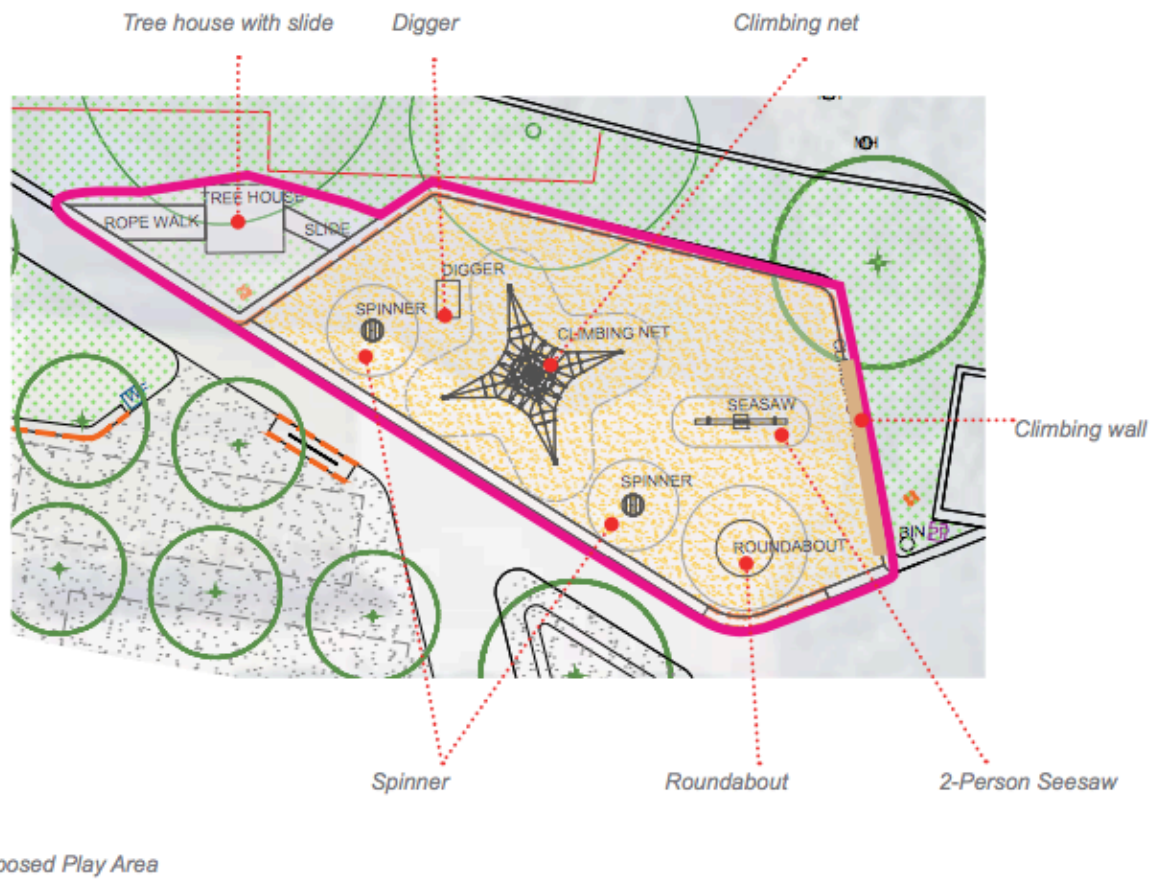 Tree house with slide
Digger
Climbing net
MH
TREE HOUSE
ROPE WALK
SLIDE
DIGGER
SPINNER
CLIMBING NET
SEASAW
Climbing wall
SPINNER
BIN
ROUNDABOUT
Spinner
Roundabout
2-Person Seesaw
posed Play Area